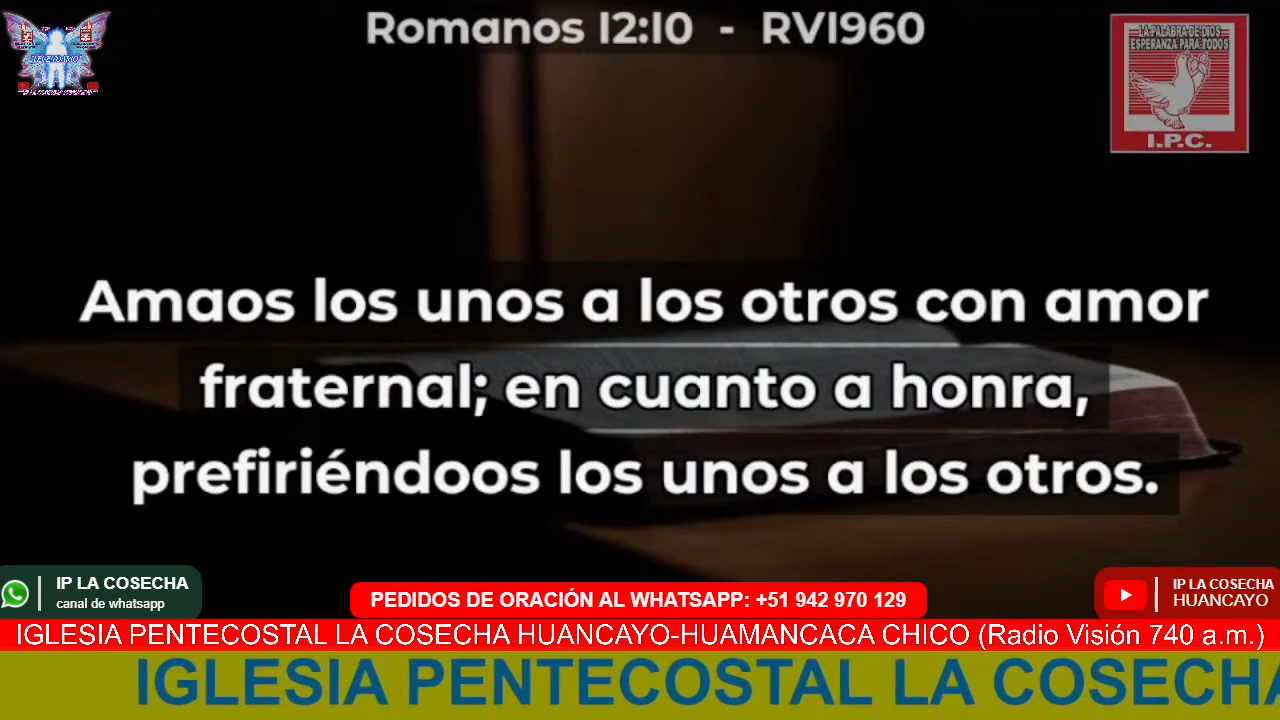 Romanos 12:10 - RV1960
LA PALABRA DE DIOS
ESPERANZA PARA TODOS
I.P.C.
Amaos los unos a los otros con amor
fraternal; en cuanto a honra,
prefiriéndoos los unos a los otros.
IP LA COSECHA
canal de whatsapp
PEDIDOS DE ORACIÓN AL WHATSAPP: +51 942 970 129
IP LA COSECHA
HUANCAYO
IGLESIA PENTECOSTAL LA COSECHA HUANCAYO-HUAMANCACA CHICO (Radio Visión 740 a.m.)
IGLESIA PENTECOSTAL LA COSECHA